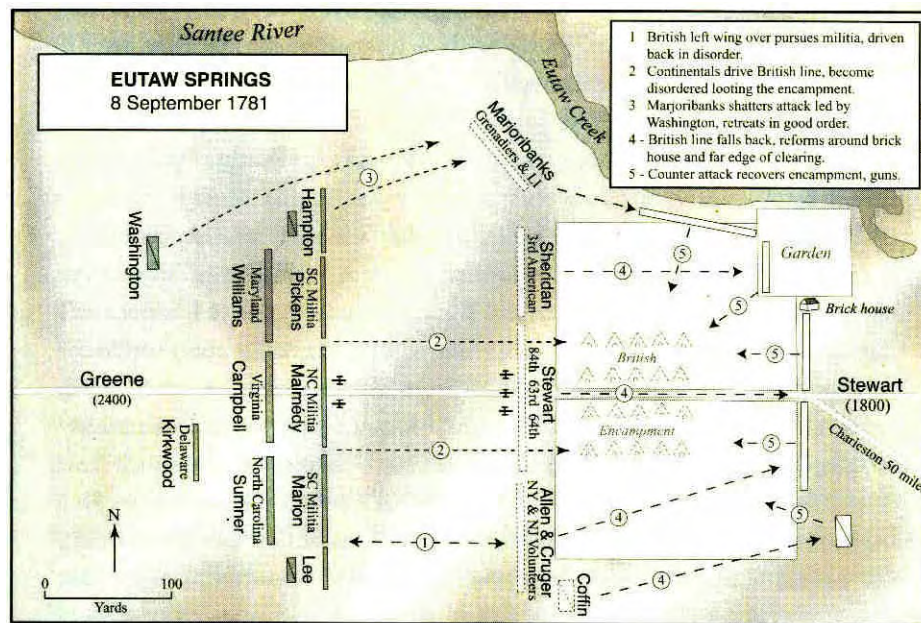 Santee River
EUTAW SPRINGS
8 September 1781
1 British left wing over pursues militia, driven
back in disorder.
2 Continentals drive British line, become
disordered looting the encampment.
3 Marjoribanks shatters attack led by
Washington, retreats in good order.
4 - British line falls back, reforms around brick
house and far edge of clearing.
5 - Counter attack recovers encampment, guns.
Eutaw Creek
Marjoribanks
Grenadiers & LI
3
Washington
Hampton
Maryland
Williams
SC Militia
Pickens
Sheridan
3rd American
4
5
Garden
5
Brick house
2
British
5
Greene
(2400)
Virginia
Campbell
NC Militia
Malmédy
Stewart
84th 63rd 64th
4
Stewart
(1800)
Encampment
Charleston 50 mile
Delaware
Kirkwood
2
5
North Carolina
Sumner
SC Militia
Marion
Allen & Cruger
NY & NJ Volunteers
1
4
5
Lee
Coffin
4
N
0 100
Yards